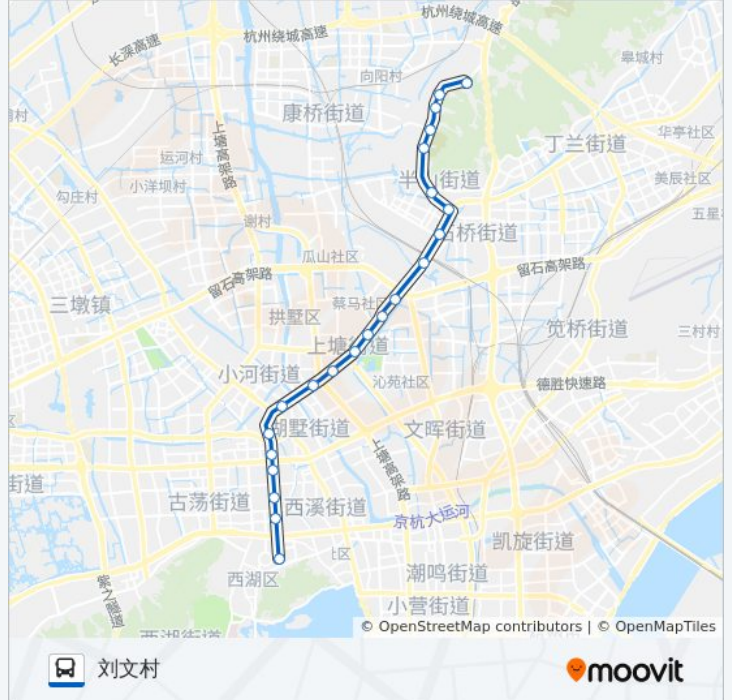 杭州绕城高速
杭州绕城高速
长深高速
向阳村
皋城村
康桥街道
上塘高架路
华亭社区
丁兰街道
运河村
小洋坝村
半山街道
美辰社区
勾庄村
谢村
五星
石桥街道
瓜山社区
留石高架路
留石高架路
三墩镇
蔡马社区
拱墅区
笕桥街道
三村村
上塘街道
小河街道
沁苑社区
德胜快速路
湖墅街道
文晖街道
上塘高架路
街道
古荡街道
西溪街道
京杭大运河
凯旋街道
社区
西湖区
潮鸣街道
紫之隧道
小营街道
西湖街道
© OpenStreetMap contributors | © OpenMapTiles
刘文村
moovit